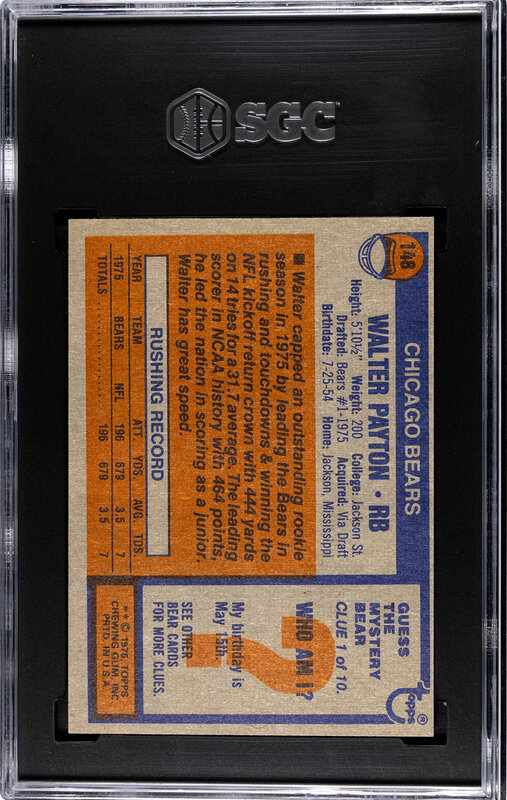 SGC
148
CHICAGO BEARS
WALTER PAYTON • RB
Height: 5'10½" Weight: 200 College: Jackson St.
Drafted: Bears #1-1975 Acquired: Via Draft
Birthdate: 7-25-54 Home: Jackson, Mississippi
■ Walter capped an outstanding rookie
season in 1975 by leading the Bears in
rushing and touchdowns & winning the
NFL kickoff return crown with 444 yards
on 14 tries for a 31.7 average. The leading
scorer in NCAA history with 464 points,
he led the nation in scoring as a junior.
Walter has great speed.
RUSHING RECORD
YEAR TEAM ATT. YDS. AVG. TDS.
1975 BEARS NFL 196 679 3.5 7
TOTALS 196 679 3.5 7
topps®
GUESS
THE
MYSTERY
BEAR
CLUE 1 of 10.
?
WHO AM I?
My birthday is
May 15th
SEE OTHER
BEAR CARDS
FOR MORE CLUES.
★★ © 1976, TOPPS
CHEWING GUM, INC.
PRTD. IN U.S.A.